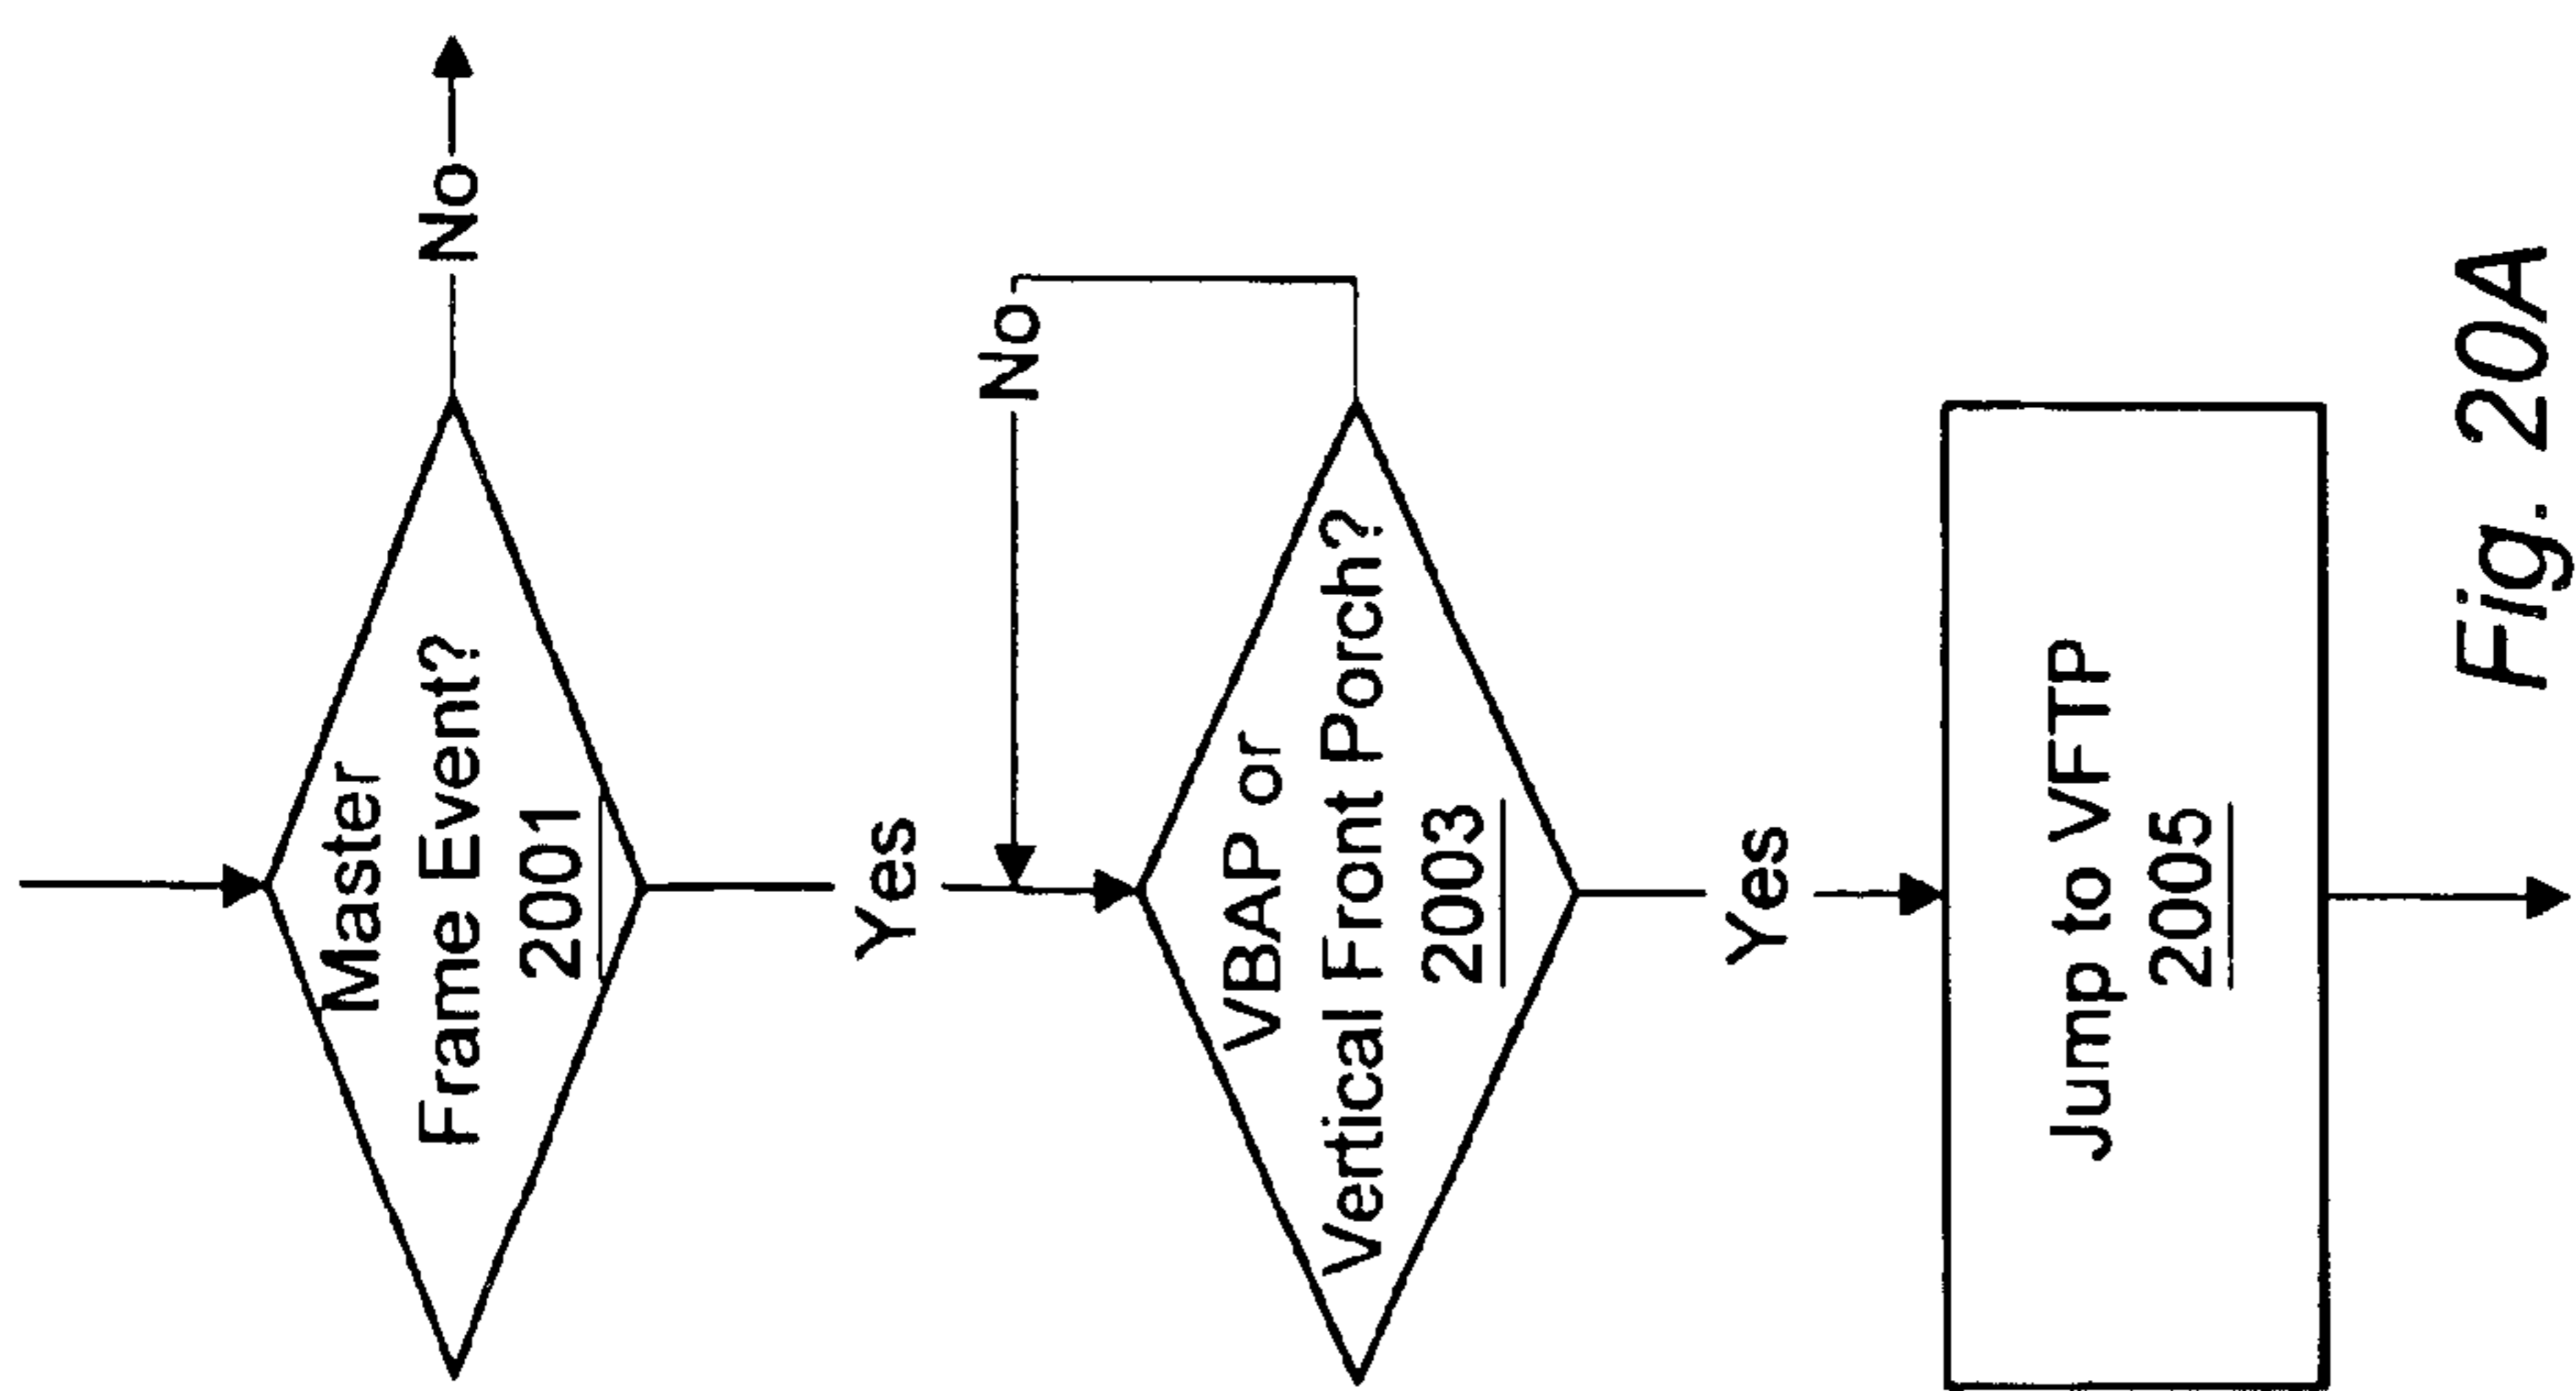 Master
Frame Event?
2001
No
Yes
No
VBAP or
Vertical Front Porch?
2003
Yes
Jump to VFTP
2005
Fig. 20A